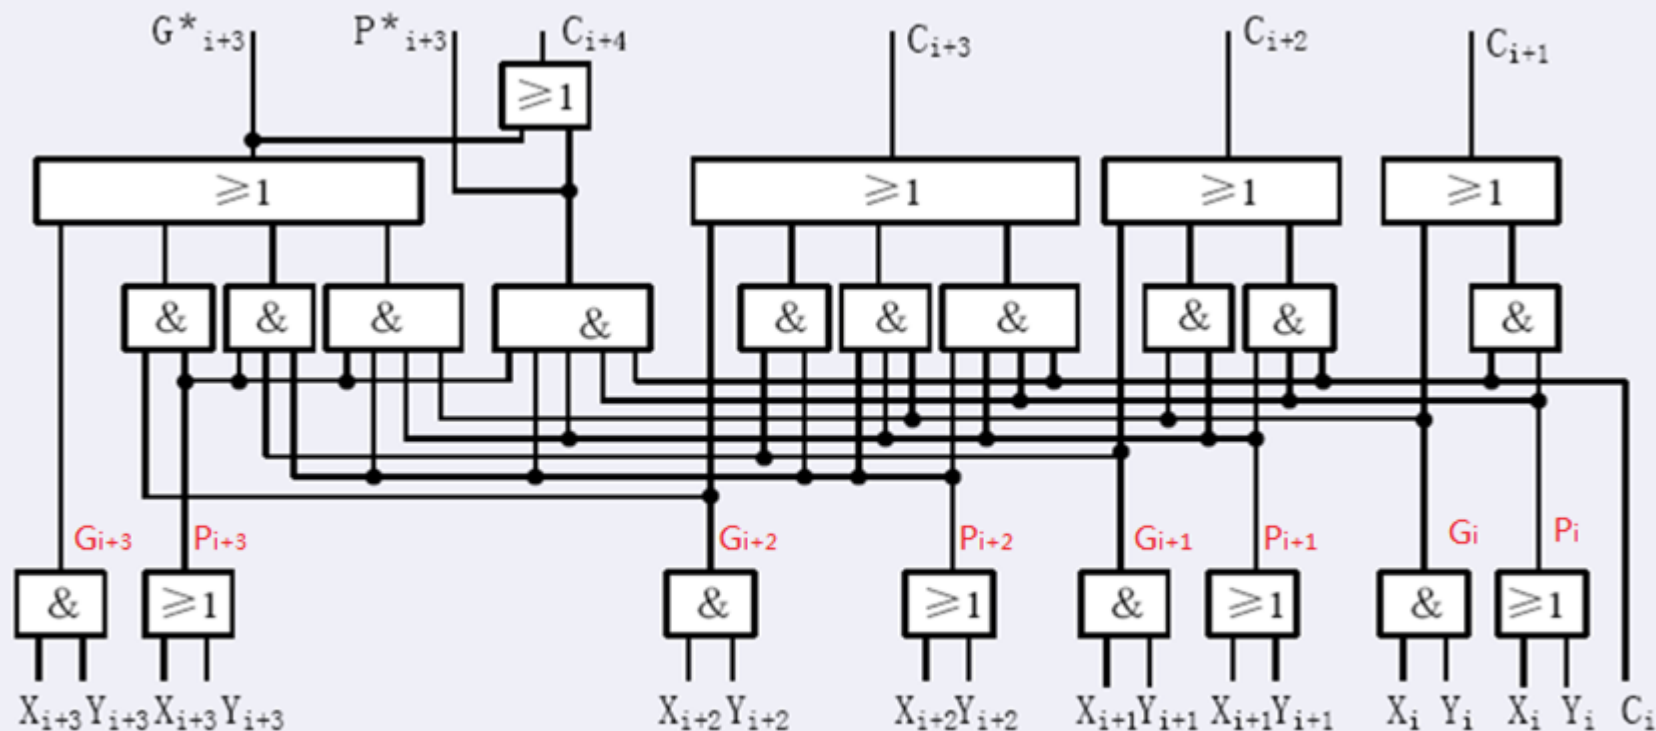 G*i+3 P*i+3 Ci+4 Ci+3 Ci+2 Ci+1
≥1
≥1 ≥1 ≥1 ≥1
& & & & & & & & & &
Gi+3 Pi+3 Gi+2 Pi+2 Gi+1 Pi+1 Gi Pi
& ≥1 & ≥1 & ≥1 & ≥1
Xi+3 Yi+3 Xi+3 Yi+3 Xi+2 Yi+2 Xi+2 Yi+2 Xi+1 Yi+1 Xi+1 Yi+1 Xi Yi Xi Yi Ci